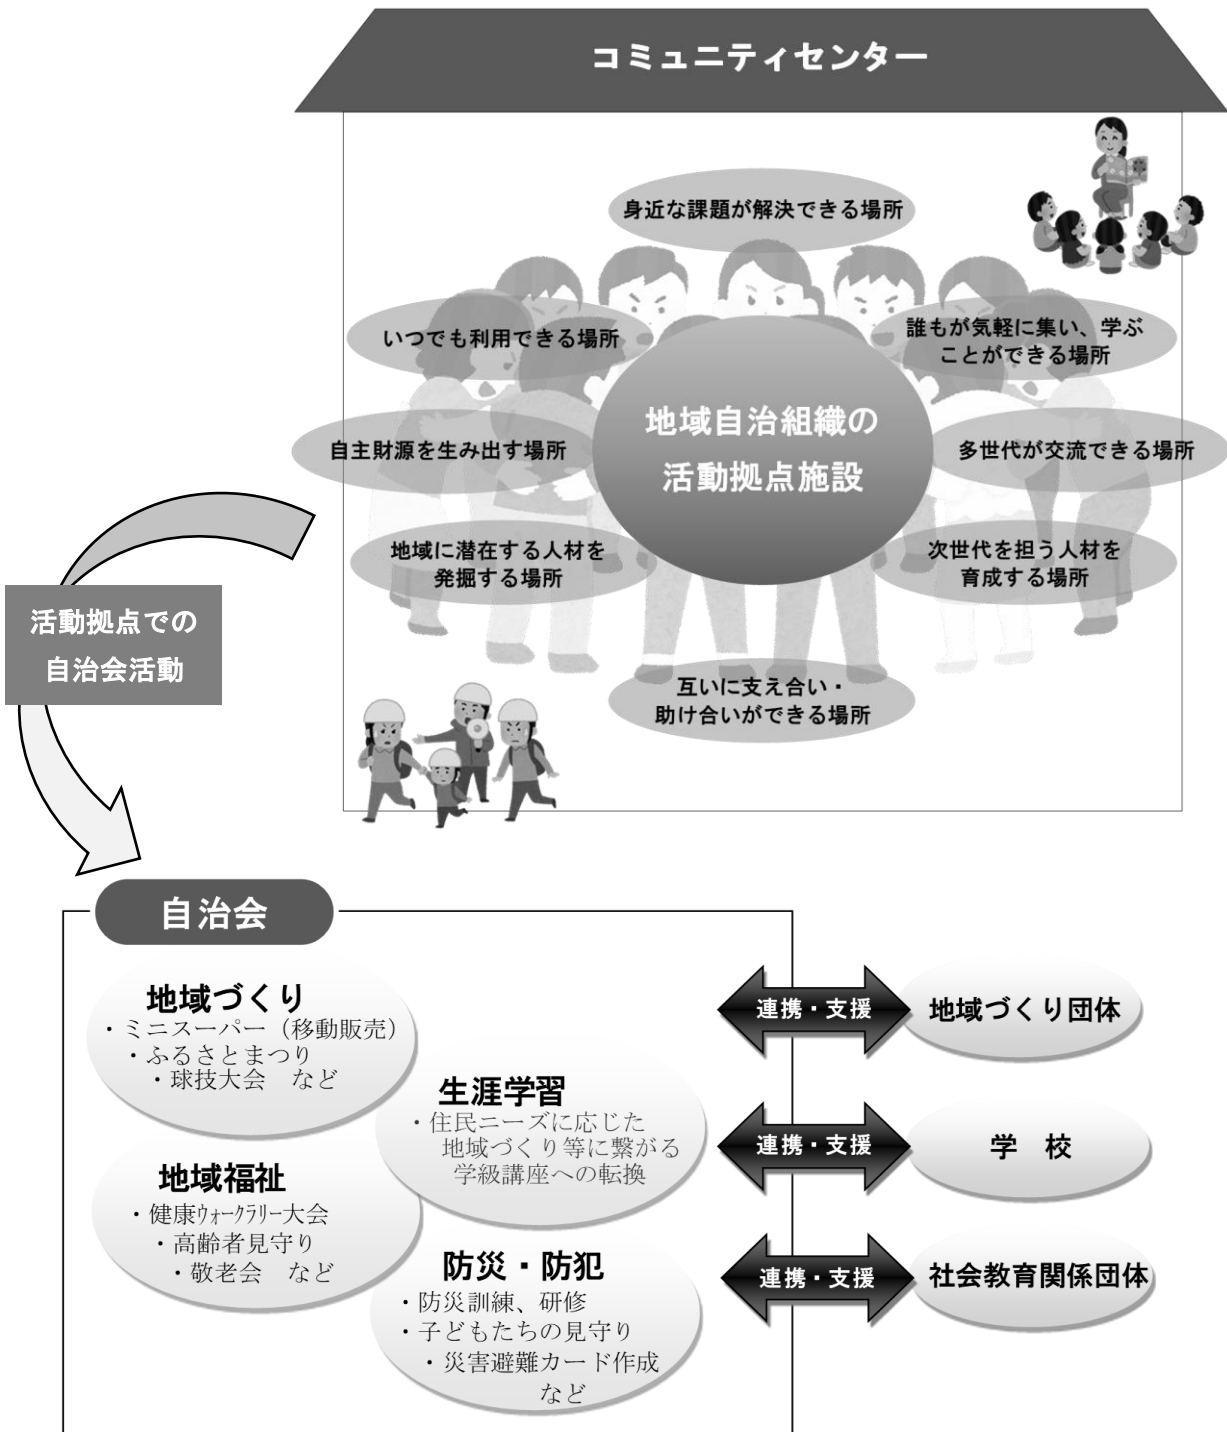 コミュニティセンター
身近な課題が解決できる場所
いつでも利用できる場所
誰もが気軽に集い、学ぶ
ことができる場所
地域自治組織の
活動拠点施設
自主財源を生み出す場所
多世代が交流できる場所
地域に潜在する人材を
発掘する場所
次世代を担う人材を
育成する場所
互いに支え合い・
助け合いができる場所
活動拠点での
自治会活動
自治会
地域づくり
・ミニスーパー（移動販売）
・ふるさとまつり
・球技大会　など
生涯学習
・住民ニーズに応じた
地域づくり等に繋がる
学級講座への転換
地域福祉
・健康ｳｫｰｸﾗﾘｰ大会
・高齢者見守り
・敬老会　など
防災・防犯
・防災訓練、研修
・子どもたちの見守り
・災害避難カード作成
など
連携・支援
地域づくり団体
連携・支援
学　校
連携・支援
社会教育関係団体